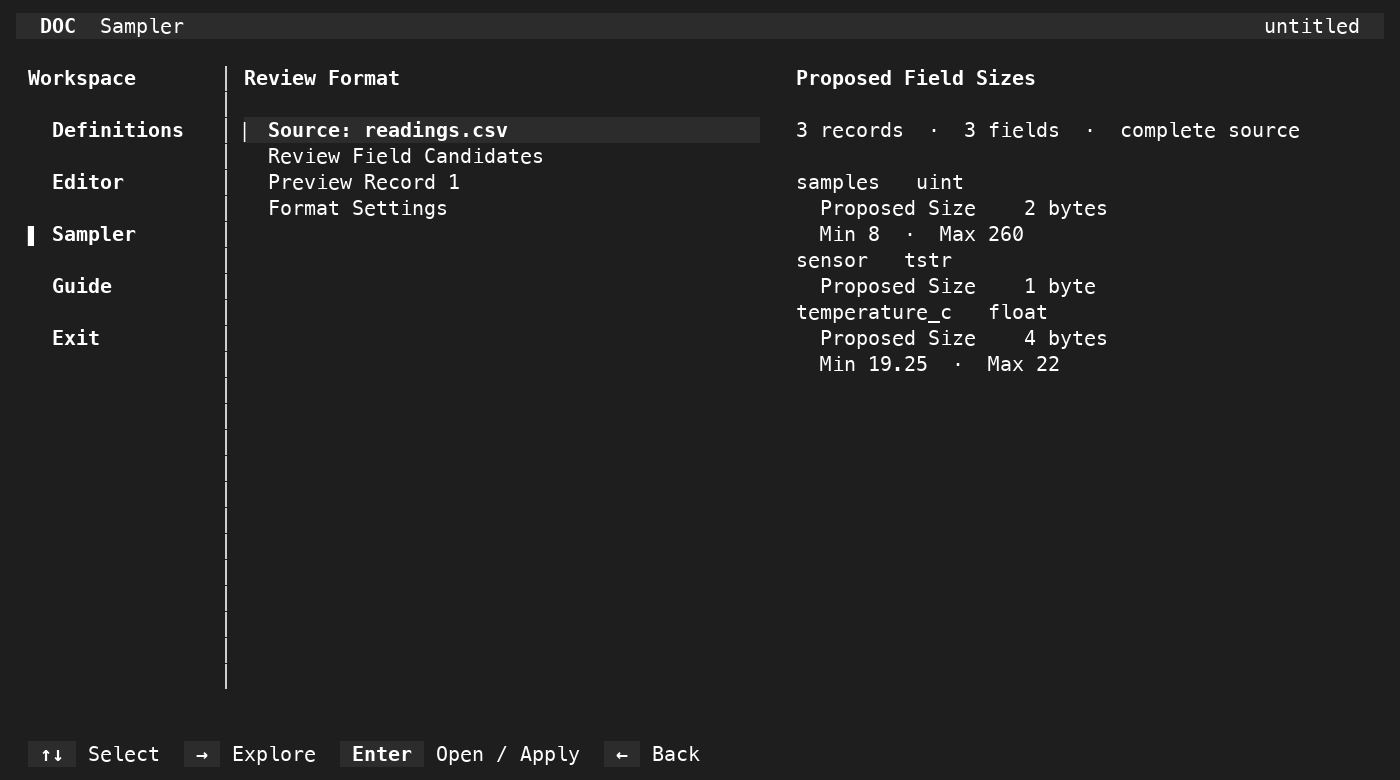 DOC Sampler untitled
Workspace
Definitions
Editor
Sampler
Guide
Exit
Review Format
Source: readings.csv
Review Field Candidates
Preview Record 1
Format Settings
Proposed Field Sizes
3 records · 3 fields · complete source
samples uint
Proposed Size 2 bytes
Min 8 · Max 260
sensor tstr
Proposed Size 1 byte
temperature_c float
Proposed Size 4 bytes
Min 19.25 · Max 22
↑↓ Select → Explore Enter Open / Apply ← Back